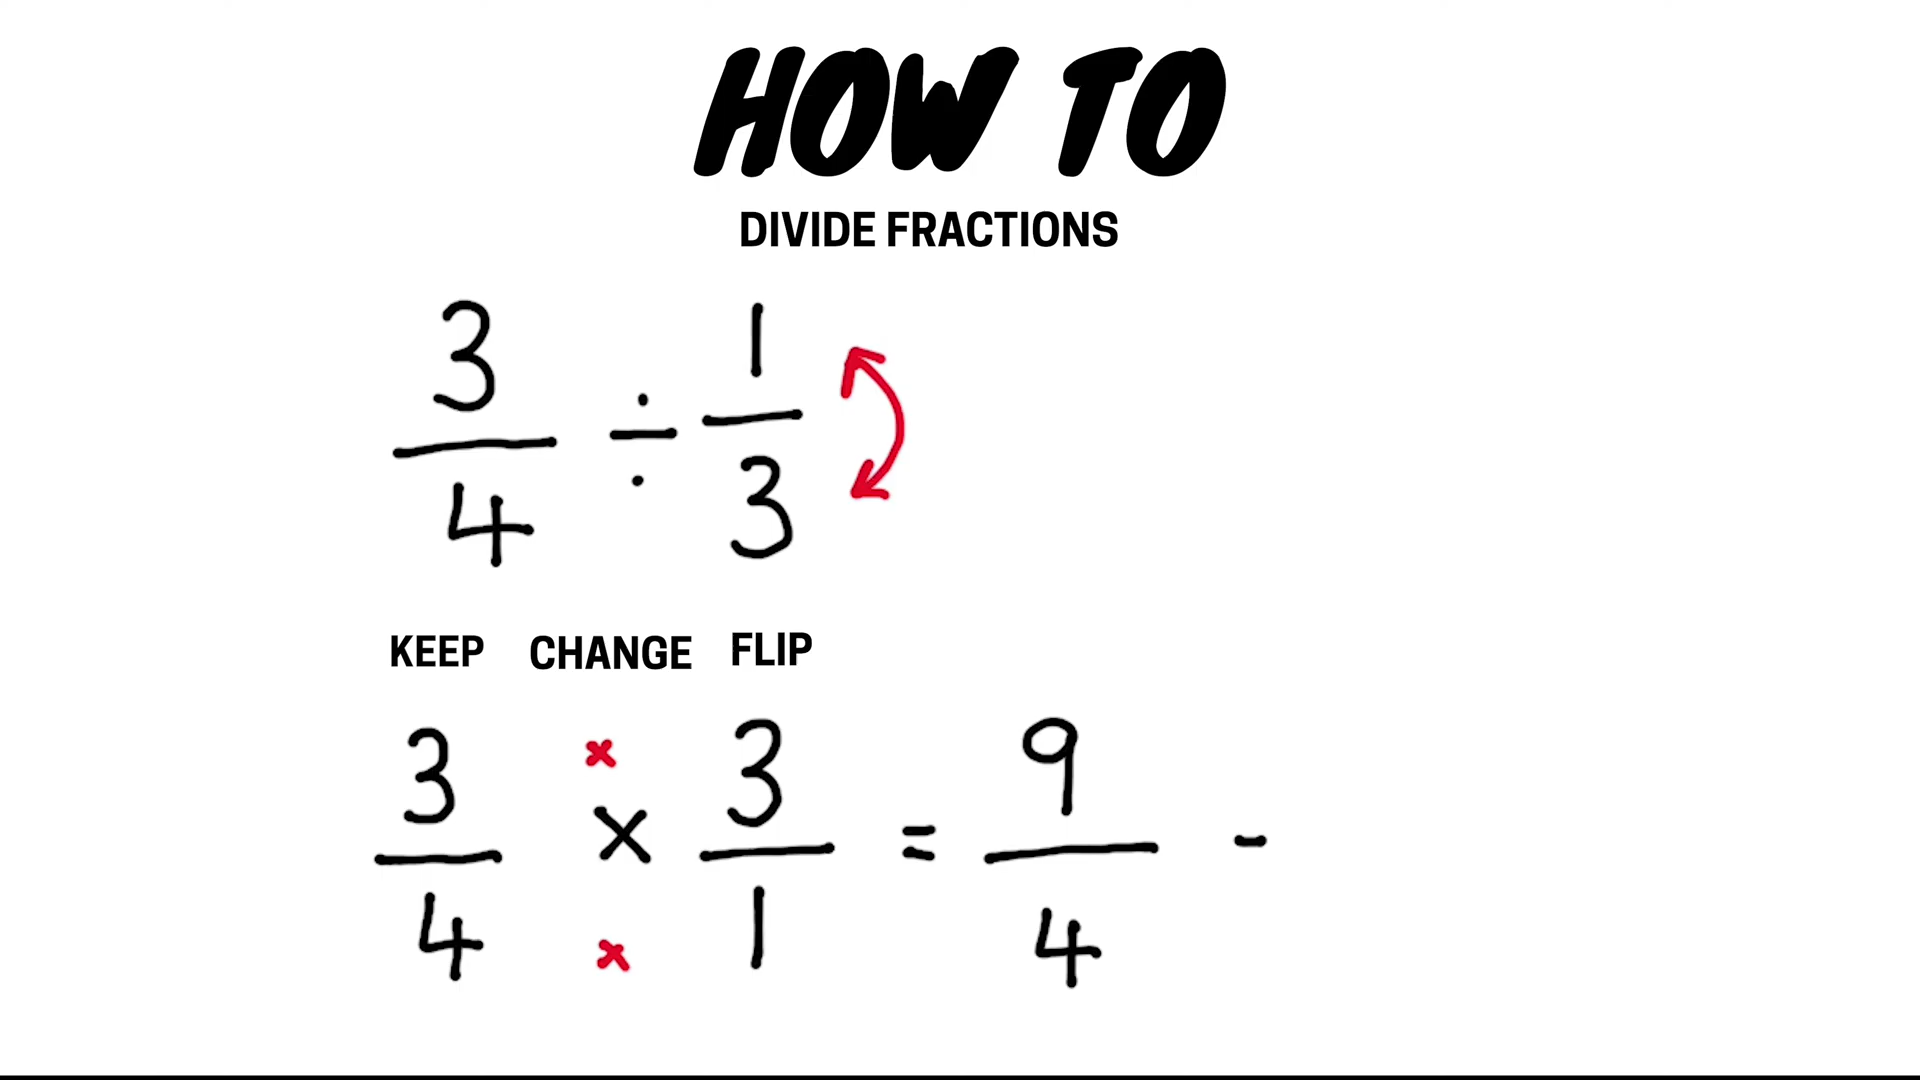 HOW TO
DIVIDE FRACTIONS
3/4 ÷ 1/3
KEEP CHANGE FLIP
3/4 × 3/1 = 9/4 -
× ×